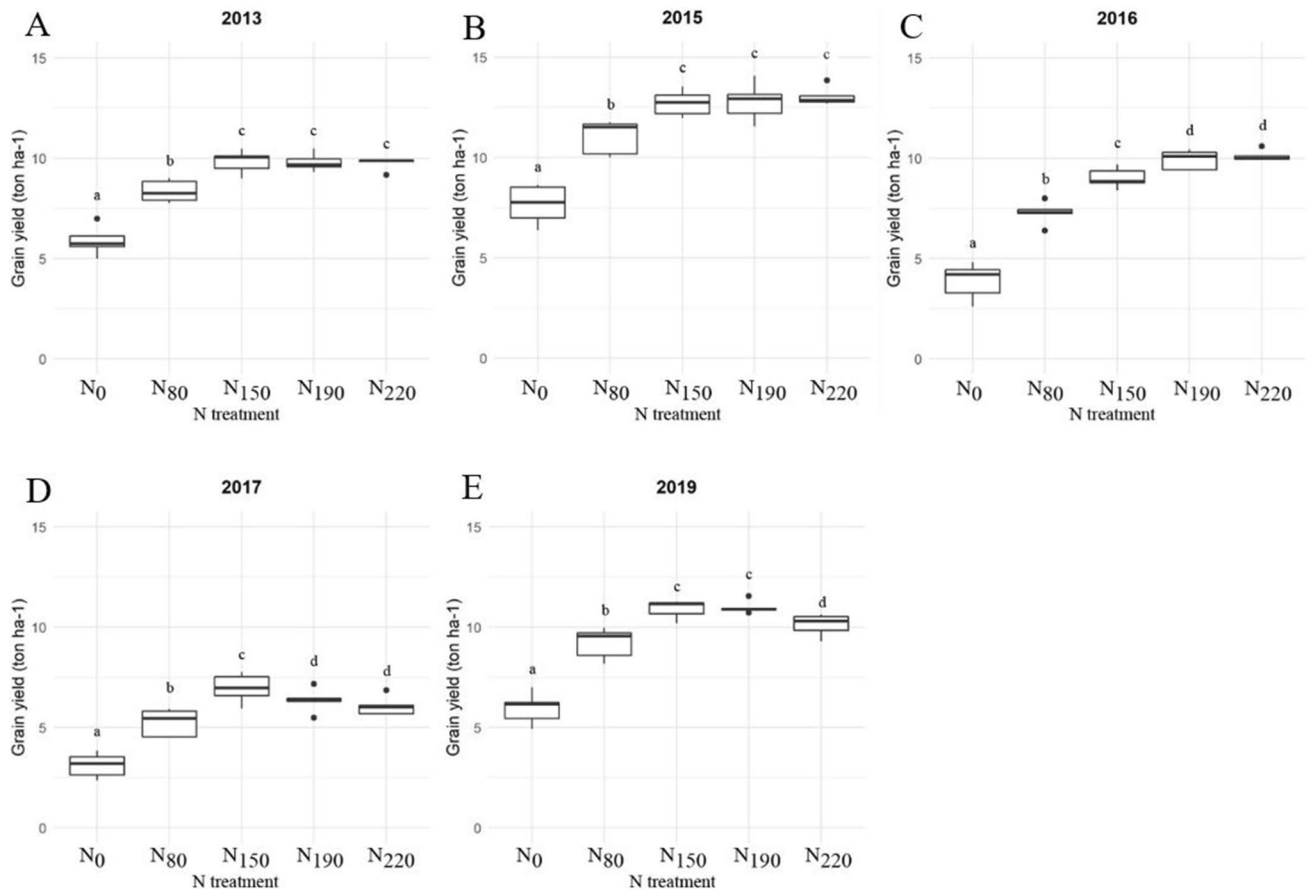 A
2013
Grain yield (ton ha-1)
15
10
5
0
a
b
c
c
c
N0
N80
N150
N190
N220
N treatment
B
2015
Grain yield (ton ha-1)
15
10
5
0
a
b
c
c
c
N0
N80
N150
N190
N220
N treatment
C
2016
Grain yield (ton ha-1)
15
10
5
0
a
b
c
d
d
N0
N80
N150
N190
N220
N treatment
D
2017
Grain yield (ton ha-1)
15
10
5
0
a
b
c
d
d
N0
N80
N150
N190
N220
N treatment
E
2019
Grain yield (ton ha-1)
15
10
5
0
a
b
c
c
d
N0
N80
N150
N190
N220
N treatment